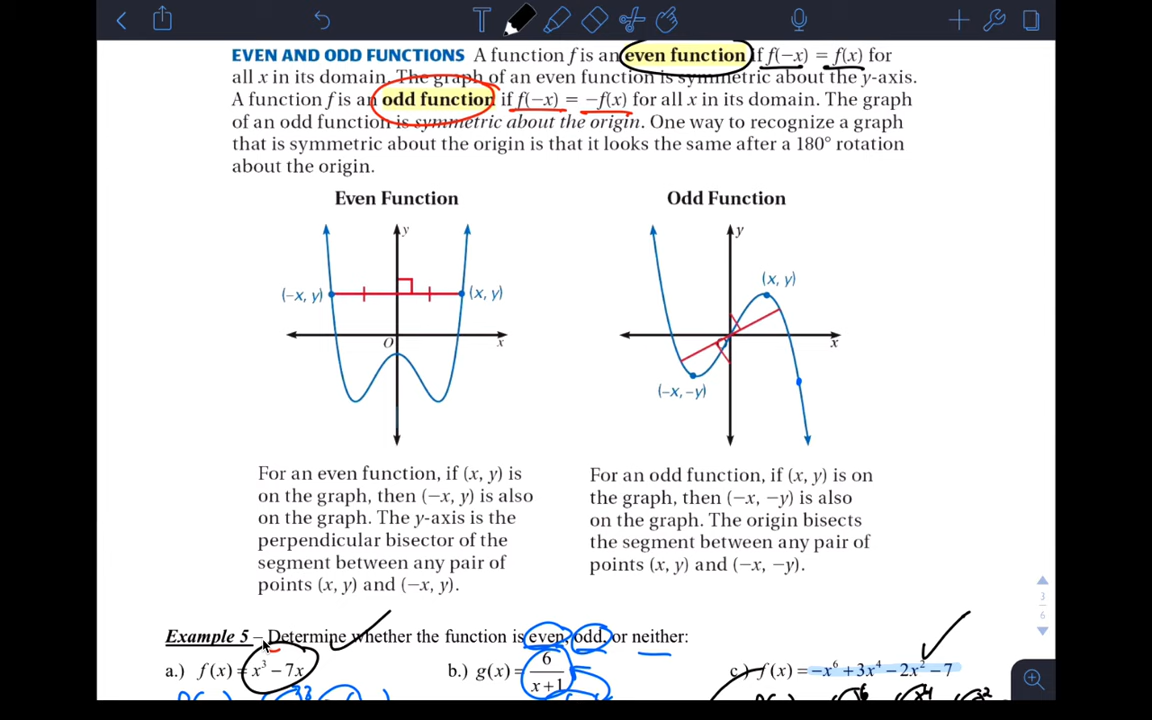 EVEN AND ODD FUNCTIONS A function f is an even function if f(−x) = f(x) for
all x in its domain. The graph of an even function is symmetric about the y-axis.
A function f is an odd function if f(−x) = −f(x) for all x in its domain. The graph
of an odd function is symmetric about the origin. One way to recognize a graph
that is symmetric about the origin is that it looks the same after a 180° rotation
about the origin.
Even Function
Odd Function
y
(−x, y)
(x, y)
O
x
y
(x, y)
x
(−x, −y)
For an even function, if (x, y) is
on the graph, then (−x, y) is also
on the graph. The y-axis is the
perpendicular bisector of the
segment between any pair of
points (x, y) and (−x, y).
For an odd function, if (x, y) is on
the graph, then (−x, −y) is also
on the graph. The origin bisects
the segment between any pair of
points (x, y) and (−x, −y).
3
6
Example 5 – Determine whether the function is even, odd, or neither:
a.) f(x) = x³ − 7x
b.) g(x) = 6/(x+1)
c.) f(x) = −x⁶ + 3x⁴ − 2x² − 7